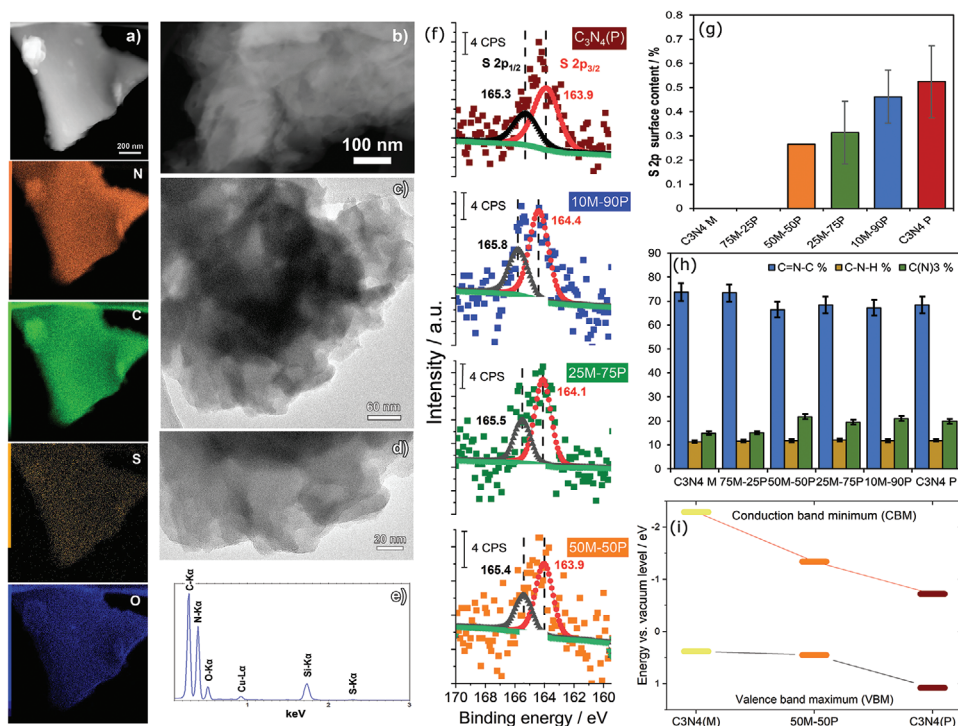 a)
200 nm
N
C
S
O
b)
100 nm
c)
60 nm
d)
20 nm
e)
C-Kα
N-Kα
O-Kα
Cu-Lα
Si-Kα
S-Kα
0 1 2 3 4
keV
(f)
4 CPS
C₃N₄(P)
S 2p₁/₂
S 2p₃/₂
165.3
163.9
4 CPS
10M-90P
164.4
165.8
4 CPS
25M-75P
164.1
165.5
4 CPS
50M-50P
165.4
163.9
Intensity / a.u.
170 168 166 164 162 160
Binding energy / eV
(g)
S 2p surface content / %
0.8
0.7
0.6
0.5
0.4
0.3
0.2
0.1
0
C3N4 M
75M-25P
50M-50P
25M-75P
10M-90P
C3N4 P
(h)
C=N-C %
C-N-H %
C(N)3 %
90
80
70
60
50
40
30
20
10
0
C3N4 M 75M-25P 50M-50P 25M-75P 10M-90P C3N4 P
(i)
Conduction band minimum (CBM)
Energy vs. vacuum level / eV
-2
-1
0
1
Valence band maximum (VBM)
C3N4(M) 50M-50P C3N4(P)